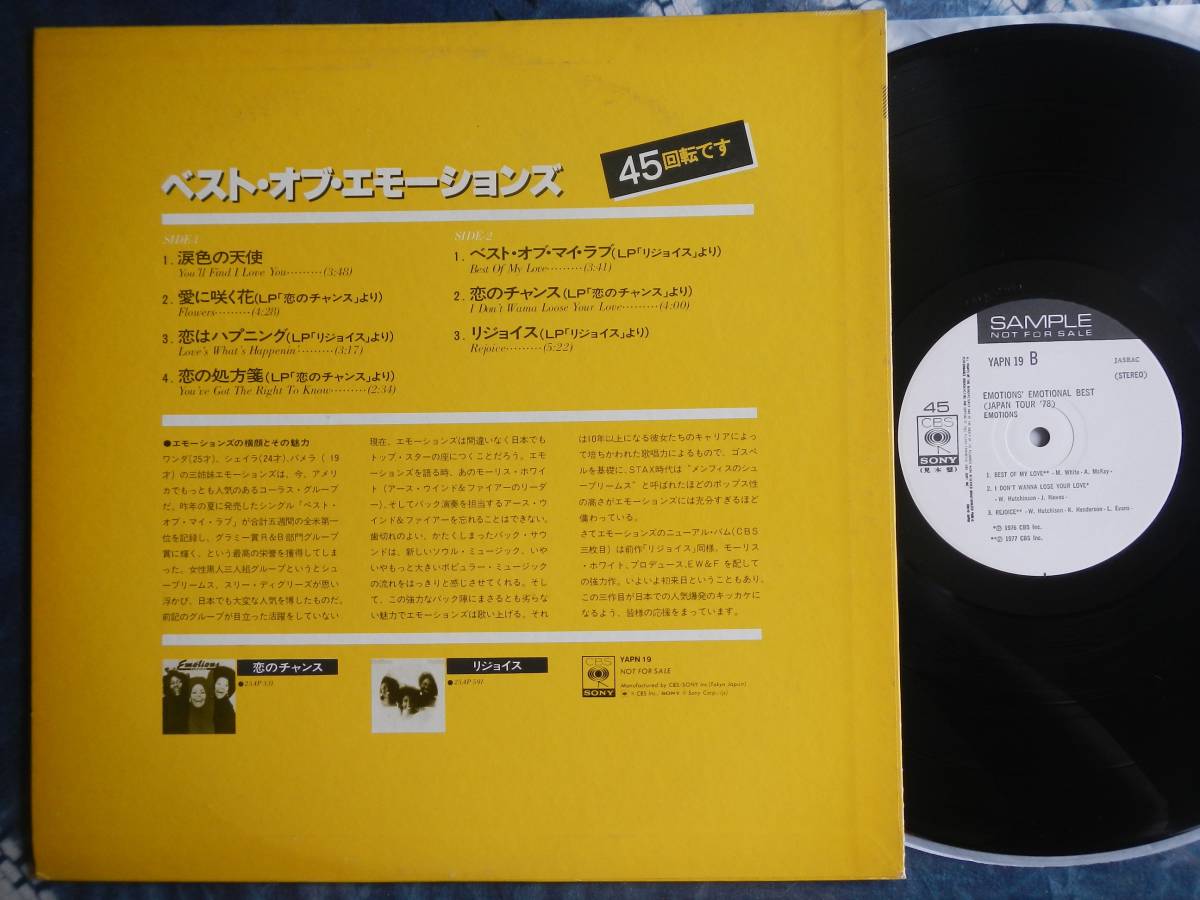 ベスト・オブ・エモーションズ
45回転です
SIDE-1
1. 涙色の天使
You'll Find I Love You………(3:48)
2. 愛に咲く花(LP「恋のチャンス」より)
Flowers………(4:28)
3. 恋はハプニング(LP「リジョイス」より)
Love's What's Happenin'………(3:17)
4. 恋の処方箋(LP「恋のチャンス」より)
You've Got The Right To Know………(2:34)
SIDE-2
1. ベスト・オブ・マイ・ラブ(LP「リジョイス」より)
Best Of My Love………(3:41)
2. 恋のチャンス(LP「恋のチャンス」より)
I Don't Wanna Loose Your Love………(4:00)
3. リジョイス(LP「リジョイス」より)
Rejoice………(5:22)
●エモーションズの横顔とその魅力
ワンダ(25才)、シェイラ(24才)、パメラ(19
才)の三姉妹エモーションズは、今、アメリ
カでもっとも人気のあるコーラス・グループ
だ。昨年の夏に発売したシングル「ベスト・
オブ・マイ・ラブ」が合計五週間の全米第一
位を記録し、グラミー賞R&B部門グループ
賞に輝く、という最高の栄誉を獲得してしま
った。女性黒人三人組グループというとシュ
ープリームス、スリー・ディグリーズが思い
浮かび、日本でも大変な人気を博したものだ。
前記のグループが目立った活躍をしていない
現在、エモーションズは間違いなく日本でも
トップ・スターの座につくことだろう。エモ
ーションズを語る時、あのモーリス・ホワイ
ト(アース・ウインド&ファイアーのリーダ
ー)、そしてバック演奏を担当するアース・ウ
インド&ファイアーを忘れることはできない。
歯切れのよい、かたくしまったバック・サウ
ンドは、新しいソウル・ミュージック、いや
いやもっと大きいポピュラー・ミュージック
の流れをはっきりと感じさせてくれる。そし
て、この強力なバック陣にまさるとも劣らな
い魅力でエモーションズは歌い上げる。それ
は10年以上になる彼女たちのキャリアによっ
て培ちかわれた歌唱力によるもので、ゴスペ
ルを基礎に、STAX時代は"メンフィスのシュ
ープリームス"と呼ばれたほどのポップス性
の高さがエモーションズには充分すぎるほど
備わっている。
さてエモーションズのニューアル・バム(CBS
三枚目)は前作「リジョイス」同様、モーリス
・ホワイト、プロデュース、EW&Fを配して
の強力作。いよいよ初来日ということもあり、
この三作目が日本での人気爆発のキッカケに
なるよう、皆様の応援をまっています。
Emotions
恋のチャンス
●25AP 331
リジョイス
●25AP 591
CBS
SONY
YAPN 19
NOT FOR SALE
Manufactured by CBS/SONY Inc.(Tokyo Japan)
SAMPLE
NOT FOR SALE
YAPN 19 B
JASRAC
(STEREO)
45
CBS
SONY
(見本盤)
EMOTIONS' EMOTIONAL BEST
(JAPAN TOUR '78)
EMOTIONS
1. BEST OF MY LOVE** -M. White-A. McKay-
2. I DON'T WANNA LOSE YOUR LOVE*
-W. Hutchinson-J. Hawes-
3. REJOICE** -W. Hutchison-K. Henderson-L. Evans-
*Ⓟ 1976 CBS Inc.
**Ⓟ 1977 CBS Inc.